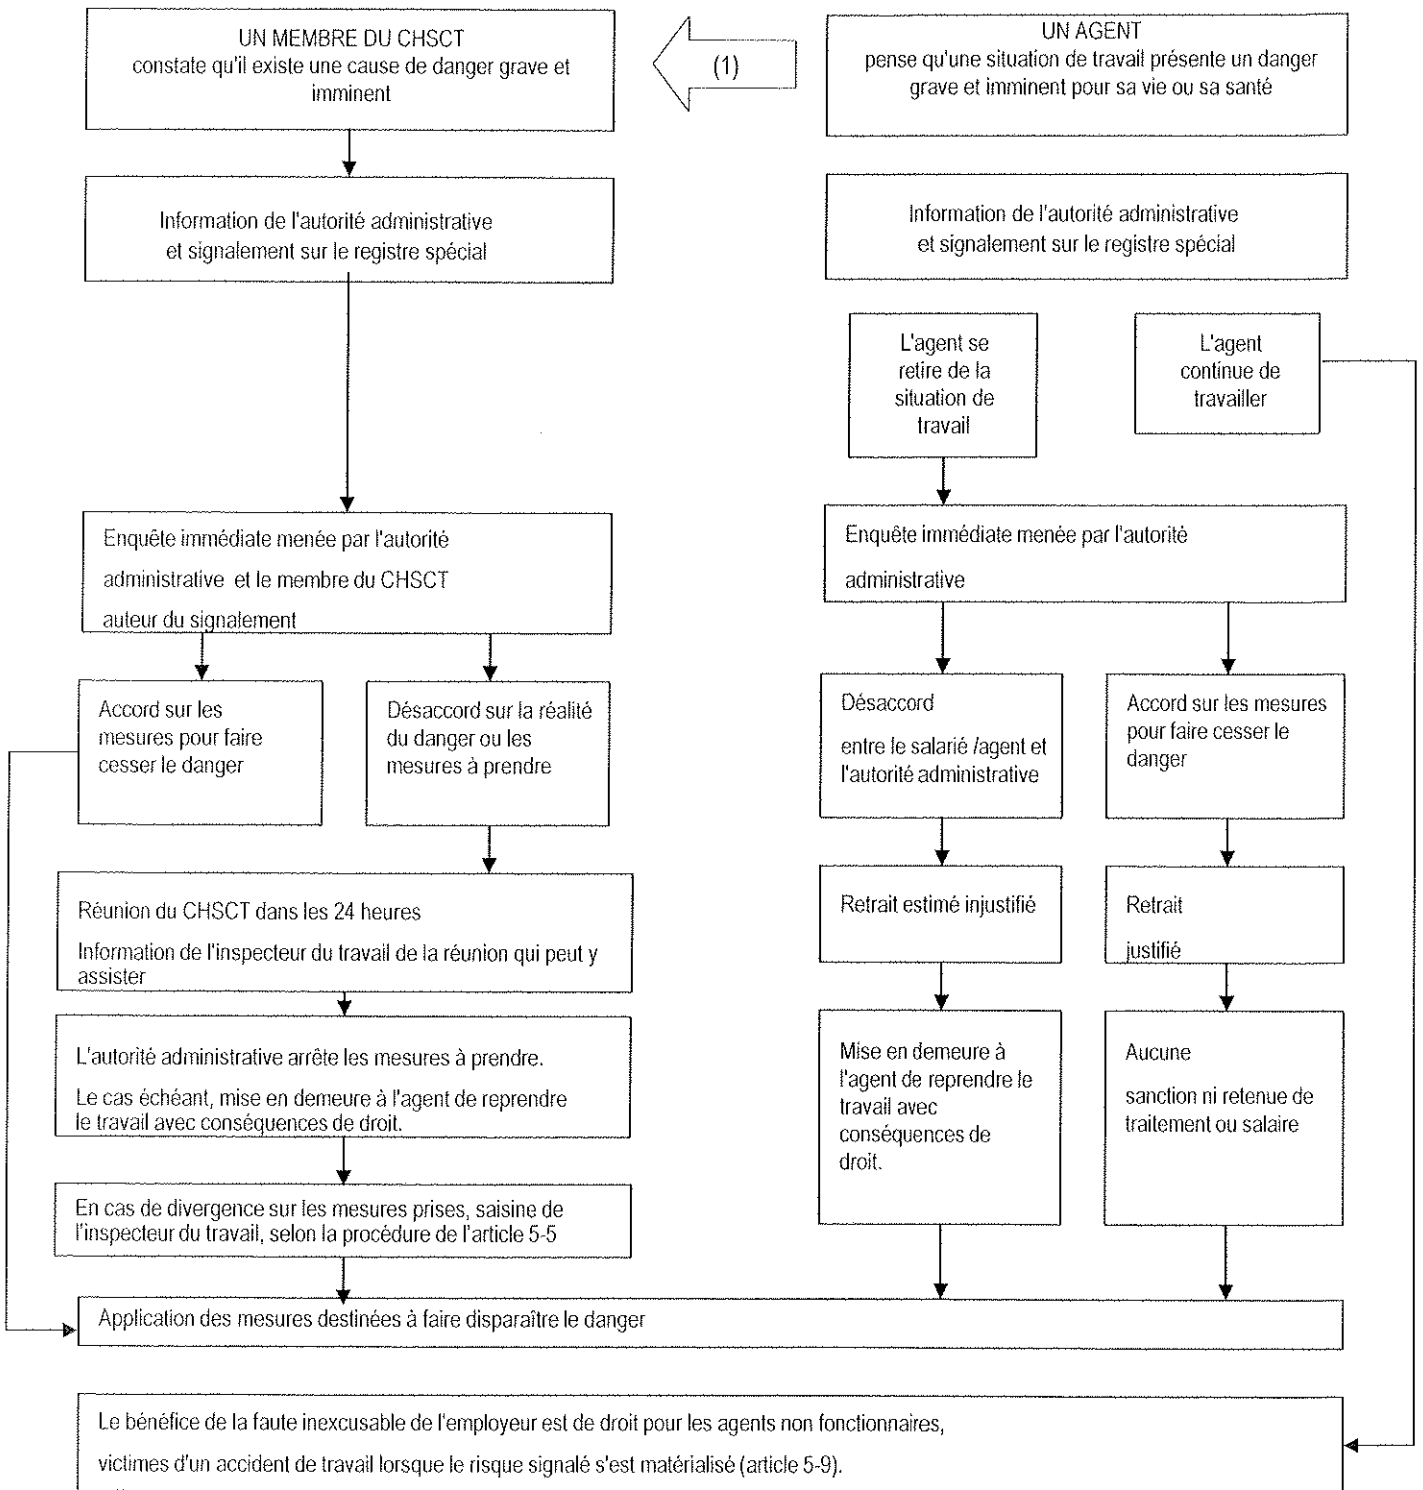 UN MEMBRE DU CHSCT
constate qu'il existe une cause de danger grave et
imminent
(1)
UN AGENT
pense qu'une situation de travail présente un danger
grave et imminent pour sa vie ou sa santé
Information de l'autorité administrative
et signalement sur le registre spécial
Information de l'autorité administrative
et signalement sur le registre spécial
L'agent se
retire de la
situation de
travail
L'agent
continue de
travailler
Enquête immédiate menée par l'autorité
administrative et le membre du CHSCT
auteur du signalement
Enquête immédiate menée par l'autorité
administrative
Accord sur les
mesures pour faire
cesser le danger
Désaccord sur la réalité
du danger ou les
mesures à prendre
Désaccord
entre le salarié /agent et
l'autorité administrative
Accord sur les mesures
pour faire cesser le
danger
Réunion du CHSCT dans les 24 heures
Information de l'inspecteur du travail de la réunion qui peut y
assister
Retrait estimé injustifié
Retrait
justifié
L'autorité administrative arrête les mesures à prendre.
Le cas échéant, mise en demeure à l'agent de reprendre
le travail avec conséquences de droit.
Mise en demeure à
l'agent de reprendre le
travail avec
conséquences de
droit.
Aucune
sanction ni retenue de
traitement ou salaire
En cas de divergence sur les mesures prises, saisine de
l'inspecteur du travail, selon la procédure de l'article 5-5
Application des mesures destinées à faire disparaître le danger
Le bénéfice de la faute inexcusable de l'employeur est de droit pour les agents non fonctionnaires,
victimes d'un accident de travail lorsque le risque signalé s'est matérialisé (article 5-9).